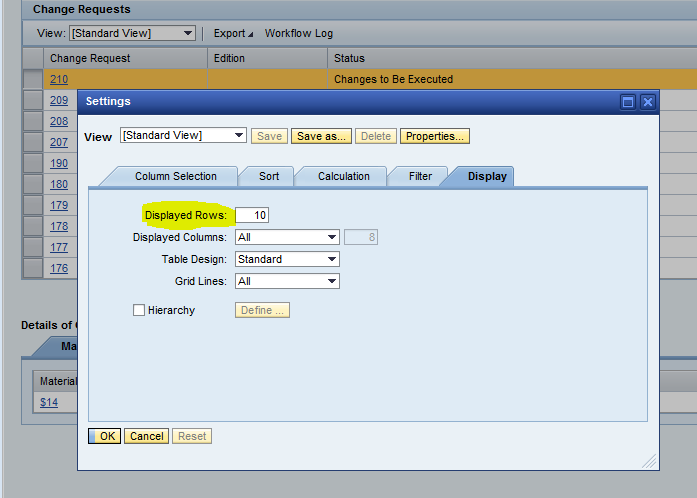 Change Requests
View: [Standard View] Export Workflow Log
Change Request Edition Status
210 Changes to Be Executed
209
208
207
190
180
179
178
177
176
Settings
View [Standard View] Save Save as... Delete Properties...
Column Selection Sort Calculation Filter Display
Displayed Rows: 10
Displayed Columns: All 8
Table Design: Standard
Grid Lines: All
Hierarchy Define ...
OK Cancel Reset
Details of
Ma
Material
$14